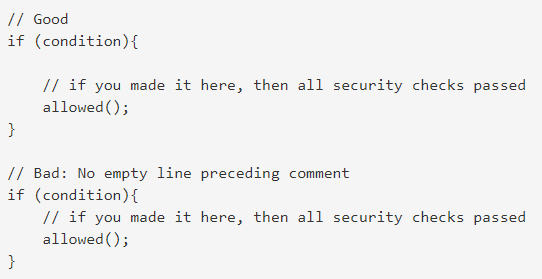 // Good
if (condition){

    // if you made it here, then all security checks passed
    allowed();
}

// Bad: No empty line preceding comment
if (condition){
    // if you made it here, then all security checks passed
    allowed();
}